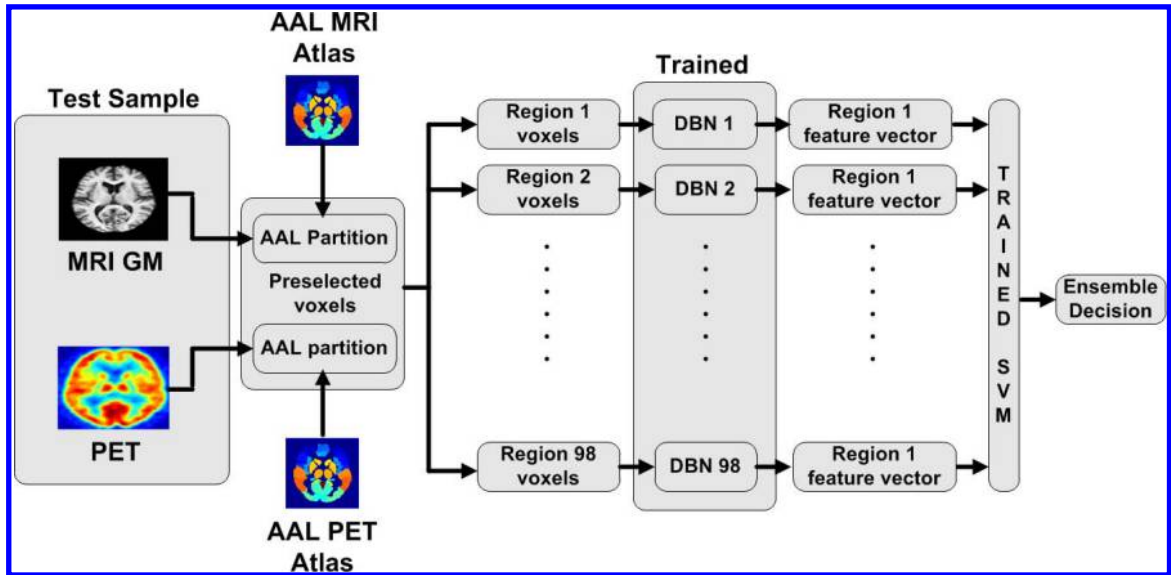 AAL MRI
Atlas
Test Sample
MRI GM
PET
AAL Partition
Preselected
voxels
AAL partition
AAL PET
Atlas
Trained
Region 1
voxels
DBN 1
Region 1
feature vector
Region 2
voxels
DBN 2
Region 1
feature vector
Region 98
voxels
DBN 98
Region 1
feature vector
TRAINED SVM
Ensemble
Decision